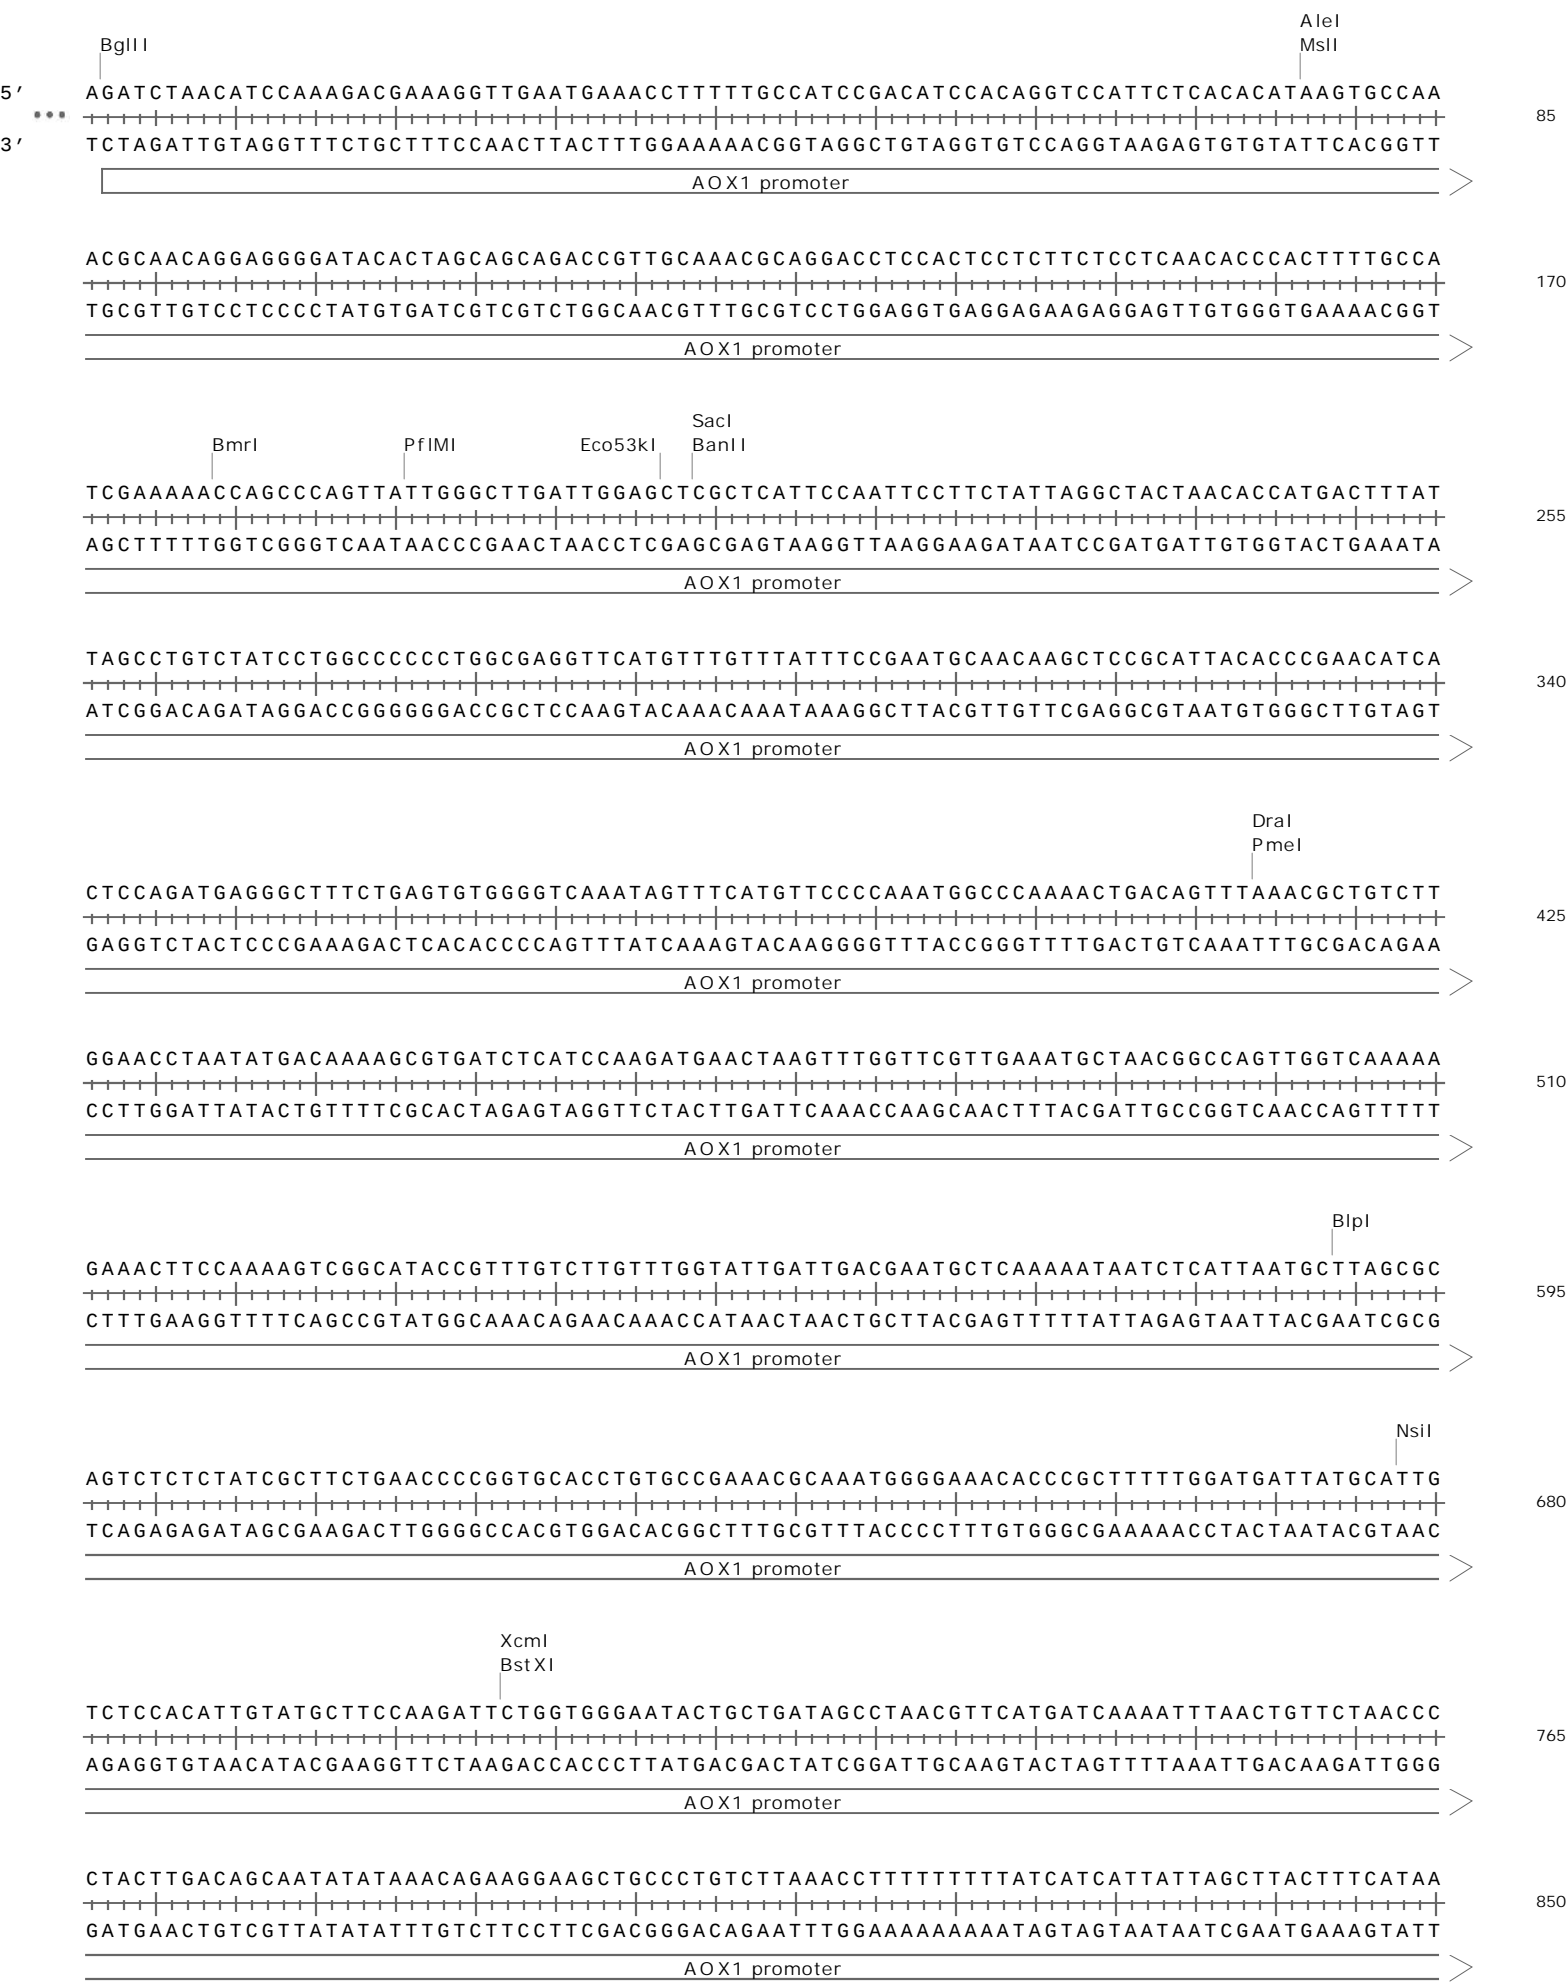 AleI
BglII MslI
5' AGATCTAACATCCAAAGACGAAAGGTTGAATGAAACCTTTTTGCCATCCGACATCCACAGGTCCATTCTCACACATAAGTGCCAA
85
3' TCTAGATTGTAGGTTTCTGCTTTCCAACTTACTTTGGAAAAACGGTAGGCTGTAGGTGTCCAGGTAAGAGTGTGTATTCACGGTT
AOX1 promoter
ACGCAACAGGAGGGGATACACTAGCAGCAGACCGTTGCAAACGCAGGACCTCCACTCCTCTTCTCCTCAACACCCACTTTTGCCA
170
TGCGTTGTCCTCCCCTATGTGATCGTCGTCTGGCAACGTTTGCGTCCTGGAGGTGAGGAGAAGAGGAGTTGTGGGTGAAAACGGT
AOX1 promoter
SacI
BmrI PflMI Eco53kI BanII
TCGAAAAACCAGCCCAGTTATTGGGCTTGATTGGAGCTCGCTCATTCCAATTCCTTCTATTAGGCTACTAACACCATGACTTTAT
255
AGCTTTTTGGTCGGGTCAATAACCCGAACTAACCTCGAGCGAGTAAGGTTAAGGAAGATAATCCGATGATTGTGGTACTGAAATA
AOX1 promoter
TAGCCTGTCTATCCTGGCCCCCCTGGCGAGGTTCATGTTTGTTTATTTCCGAATGCAACAAGCTCCGCATTACACCCGAACATCA
340
ATCGGACAGATAGGACCGGGGGGACCGCTCCAAGTACAAACAAATAAAGGCTTACGTTGTTCGAGGCGTAATGTGGGCTTGTAGT
AOX1 promoter
DraI
PmeI
CTCCAGATGAGGGCTTTCTGAGTGTGGGGTCAAATAGTTTCATGTTCCCCAAATGGCCCAAAACTGACAGTTTAAACGCTGTCTT
425
GAGGTCTACTCCCGAAAGACTCACACCCCAGTTTATCAAAGTACAAGGGGTTTACCGGGTTTTGACTGTCAAATTTGCGACAGAA
AOX1 promoter
GGAACCTAATATGACAAAAGCGTGATCTCATCCAAGATGAACTAAGTTTGGTTCGTTGAAATGCTAACGGCCAGTTGGTCAAAAA
510
CCTTGGATTATACTGTTTTCGCACTAGAGTAGGTTCTACTTGATTCAAACCAAGCAACTTTACGATTGCCGGTCAACCAGTTTTT
AOX1 promoter
BlpI
GAAACTTCCAAAAGTCGGCATACCGTTTGTCTTGTTTGGTATTGATTGACGAATGCTCAAAAATAATCTCATTAATGCTTAGCGC
595
CTTTGAAGGTTTTCAGCCGTATGGCAAACAGAACAAACCATAACTAACTGCTTACGAGTTTTTATTAGAGTAATTACGAATCGCG
AOX1 promoter
NsiI
AGTCTCTCTATCGCTTCTGAACCCCGGTGCACCTGTGCCGAAACGCAAATGGGGAAACACCCGCTTTTTGGATGATTATGCATTG
680
TCAGAGAGATAGCGAAGACTTGGGGCCACGTGGACACGGCTTTGCGTTTACCCCTTTGTGGGCGAAAAACCTACTAATACGTAAC
AOX1 promoter
XcmI
BstXI
TCTCCACATTGTATGCTTCCAAGATTCTGGTGGGAATACTGCTGATAGCCTAACGTTCATGATCAAAATTTAACTGTTCTAACCC
765
AGAGGTGTAACATACGAAGGTTCTAAGACCACCCTTATGACGACTATCGGATTGCAAGTACTAGTTTTAAATTGACAAGATTGGG
AOX1 promoter
CTACTTGACAGCAATATATAAACAGAAGGAAGCTGCCCTGTCTTAAACCTTTTTTTTTATCATCATTATTAGCTTACTTTCATAA
850
GATGAACTGTCGTTATATATTTGTCTTCCTTCGACGGGACAGAATTTGGAAAAAAAAATAGTAGTAATAATCGAATGAAAGTATT
AOX1 promoter